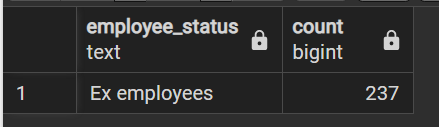 employee_status count
text bigint
1 Ex employees 237